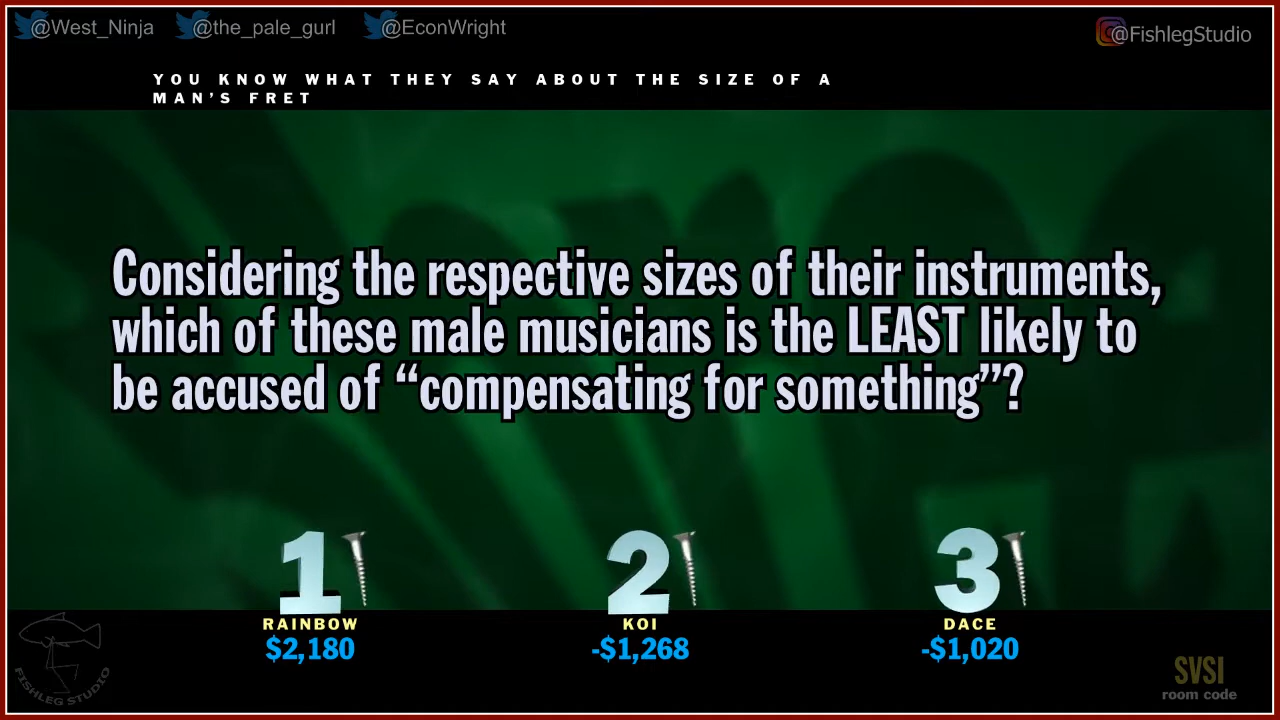 @West_Ninja @the_pale_gurl @EconWright @FishlegStudio
YOU KNOW WHAT THEY SAY ABOUT THE SIZE OF A
MAN'S FRET
Considering the respective sizes of their instruments,
which of these male musicians is the LEAST likely to
be accused of “compensating for something”?
1 2 3
RAINBOW KOI DACE
$2,180 -$1,268 -$1,020
FISHLEG STUDIO
SVSI
room code